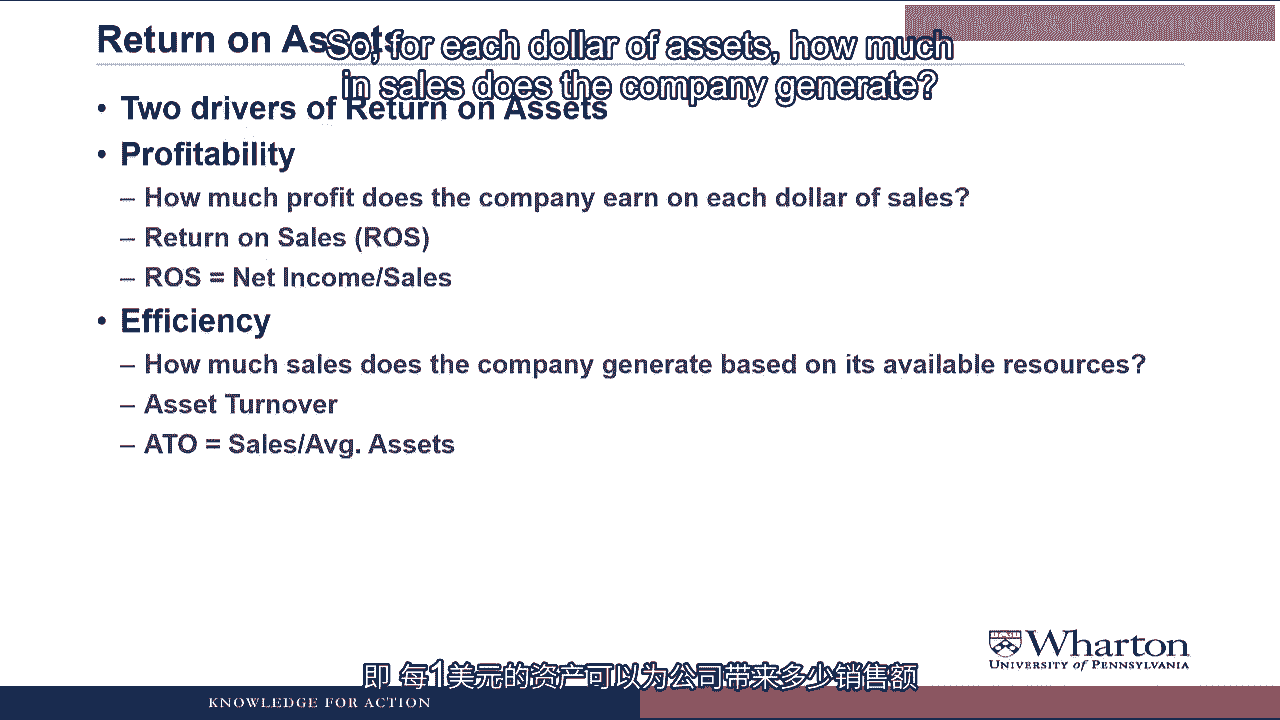 Return on Assets
So, for each dollar of assets, how much
in sales does the company generate?
• Two drivers of Return on Assets
• Profitability
– How much profit does the company earn on each dollar of sales?
– Return on Sales (ROS)
– ROS = Net Income/Sales
• Efficiency
– How much sales does the company generate based on its available resources?
– Asset Turnover
– ATO = Sales/Avg. Assets
Wharton
UNIVERSITY of PENNSYLVANIA
即 每1美元的资产可以为公司带来多少销售额
KNOWLEDGE FOR ACTION